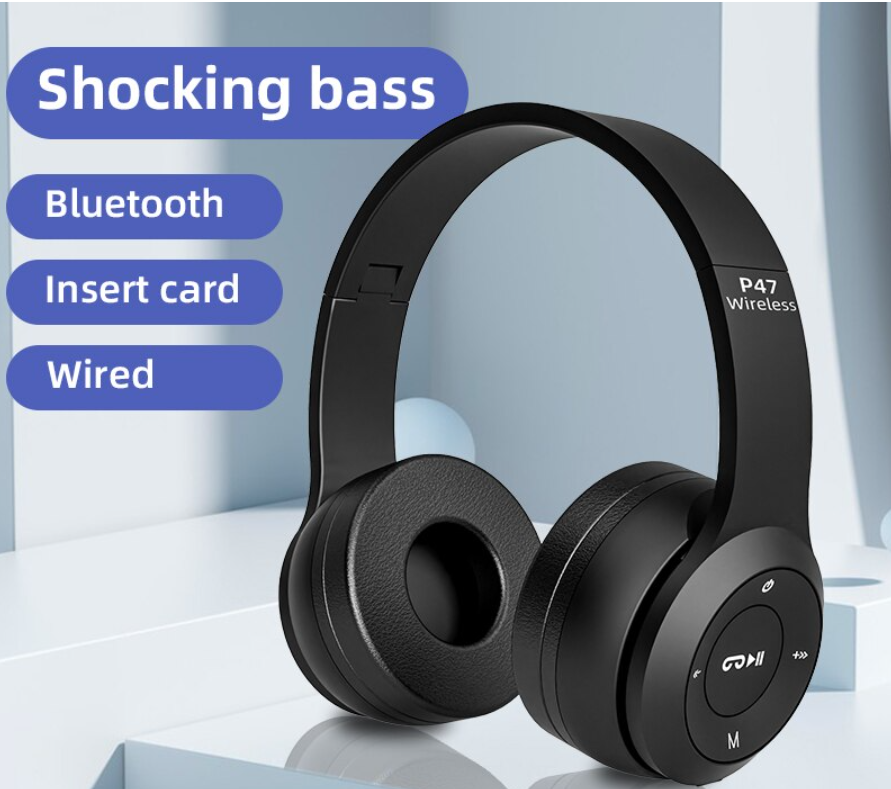 Shocking bass
Bluetooth
Insert card
Wired
P47
Wireless
M